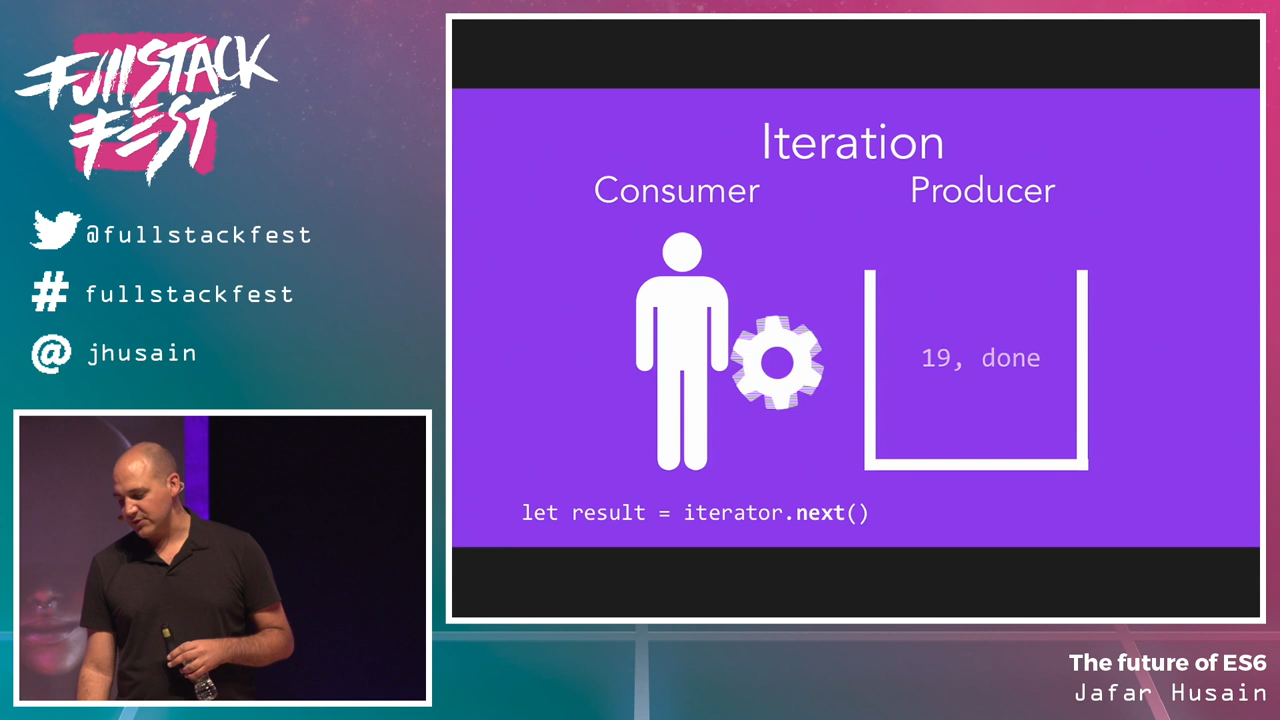 FullStack
Fest
@fullstackfest
# fullstackfest
@ jhusain
Iteration
Consumer
Producer
19, done
let result = iterator.next()
The future of ES6
Jafar Husain